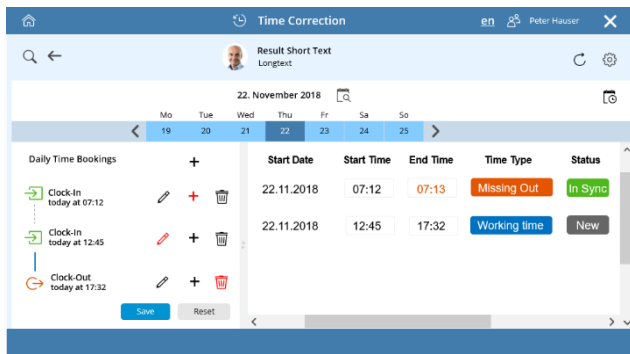 Time Correction
en
Peter Hauser
Result Short Text
Longtext
22. November 2018
Mo Tue Wed Thu Fr Sa So
19 20 21 22 23 24 25
Daily Time Bookings
Clock-In
today at 07:12
Clock-In
today at 12:45
Clock-Out
today at 17:32
Save Reset
Start Date Start Time End Time Time Type Status
22.11.2018 07:12 07:13 Missing Out In Sync
22.11.2018 12:45 17:32 Working time New